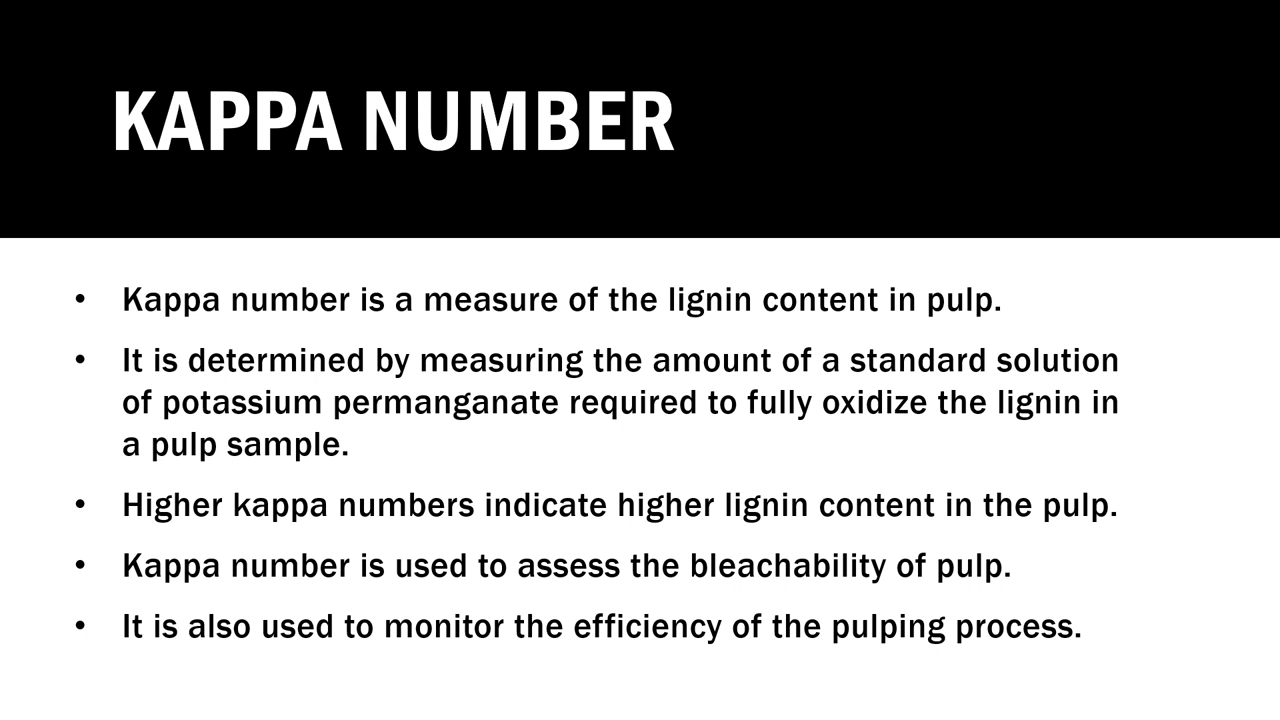 KAPPA NUMBER
• Kappa number is a measure of the lignin content in pulp.
• It is determined by measuring the amount of a standard solution
of potassium permanganate required to fully oxidize the lignin in
a pulp sample.
• Higher kappa numbers indicate higher lignin content in the pulp.
• Kappa number is used to assess the bleachability of pulp.
• It is also used to monitor the efficiency of the pulping process.